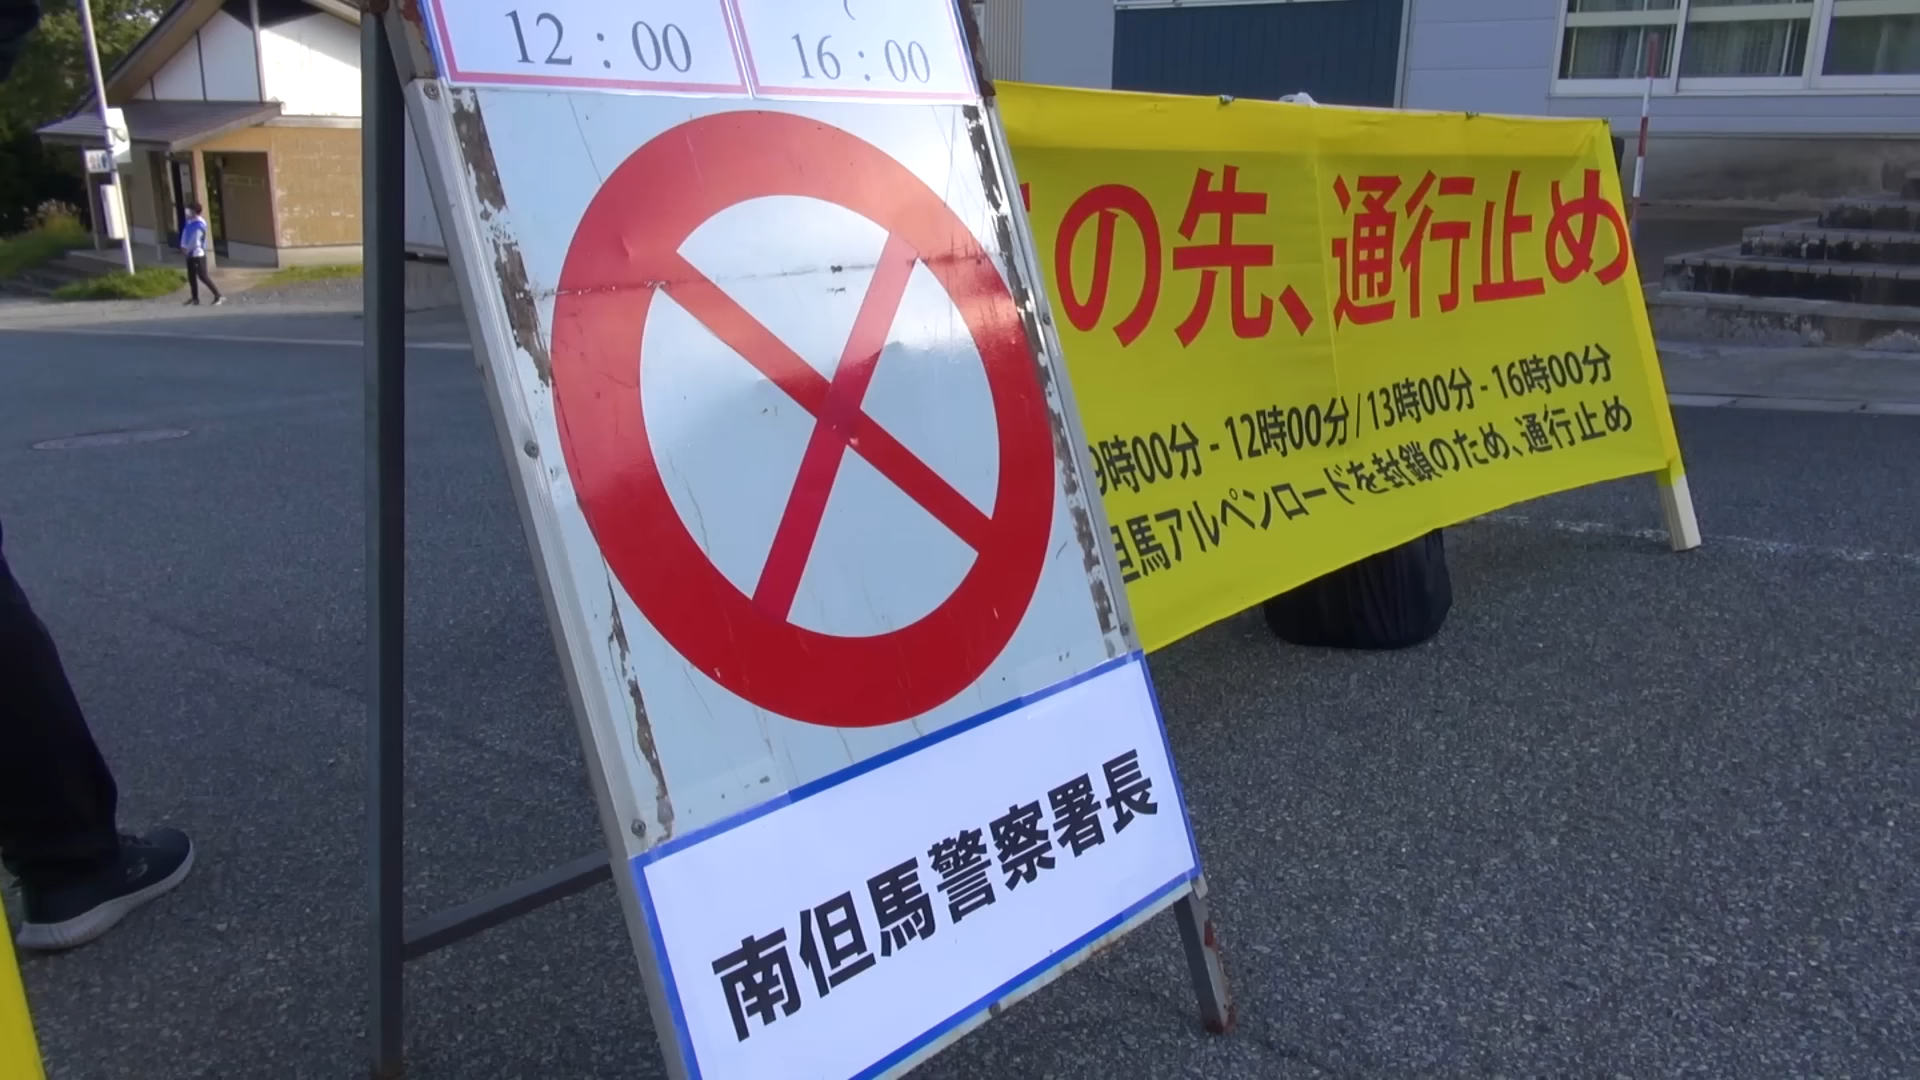 12:00
16:00
の先、通行止め
9時00分 - 12時00分 / 13時00分 - 16時00分
但馬アルペンロードを封鎖のため、通行止め
南但馬警察署長